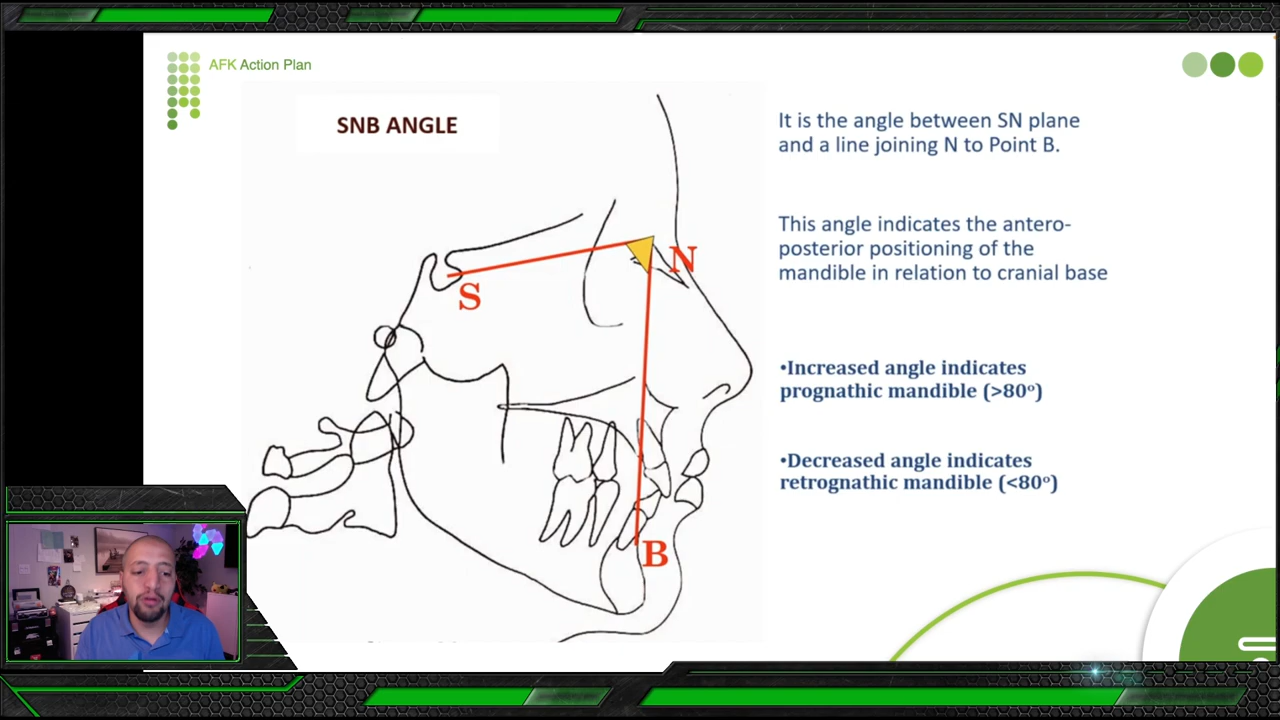 AFK Action Plan
SNB ANGLE
It is the angle between SN plane
and a line joining N to Point B.
This angle indicates the antero-
posterior positioning of the
mandible in relation to cranial base
N
S
•Increased angle indicates
prognathic mandible (>80°)
•Decreased angle indicates
retrognathic mandible (<80°)
B